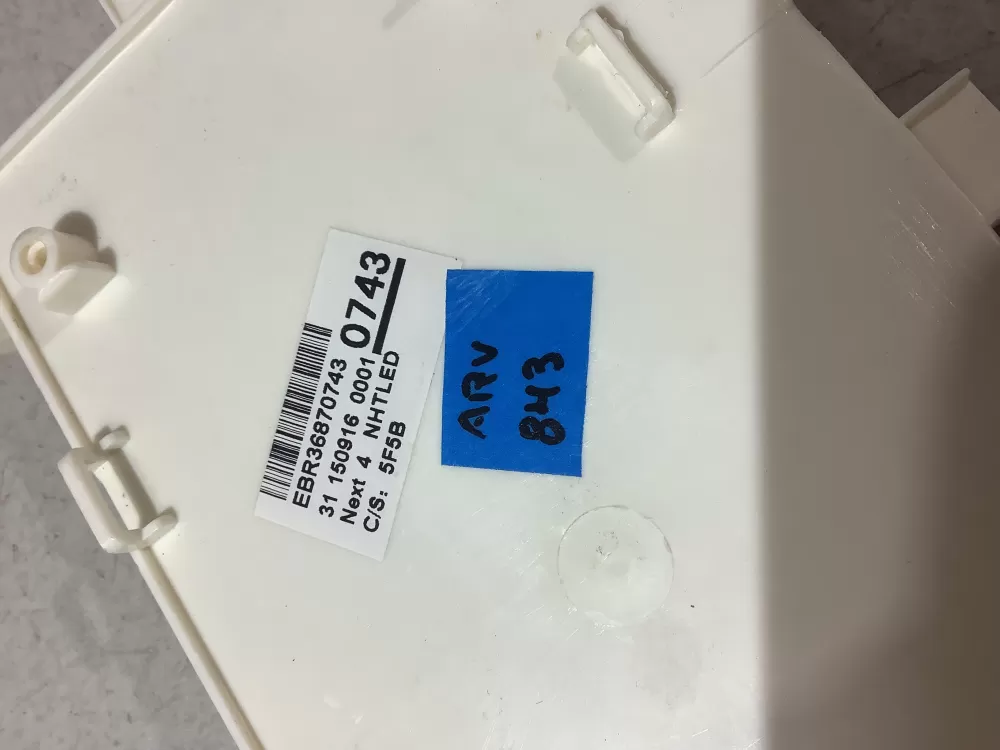 0743
EBR36870743
31 150916 0001
Next 4 NHTLED
C/S: 5F5B
ARV
843